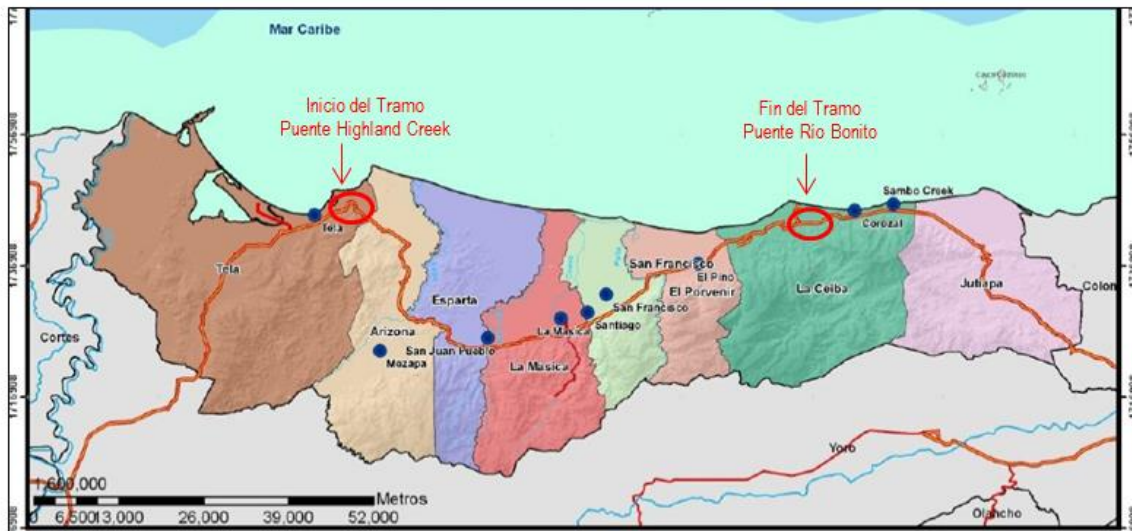 Mar Caribe
Inicio del Tramo
Puente Highland Creek
Fin del Tramo
Puente Rio Bonito
Sambo Creek
Corozal
Tela
Tela
San Francisco
El Pino
El Porvenir
La Ceiba
Jutiapa
Colon
Cortes
Esparta
San Francisco
Santiago
La Masica
Arizona
San Juan Pueblo
Mezapa
La Masica
Yoro
Olancho
1:600,000
Metros
0 6,500 13,000 26,000 39,000 52,000
1756900
1736900
1716900